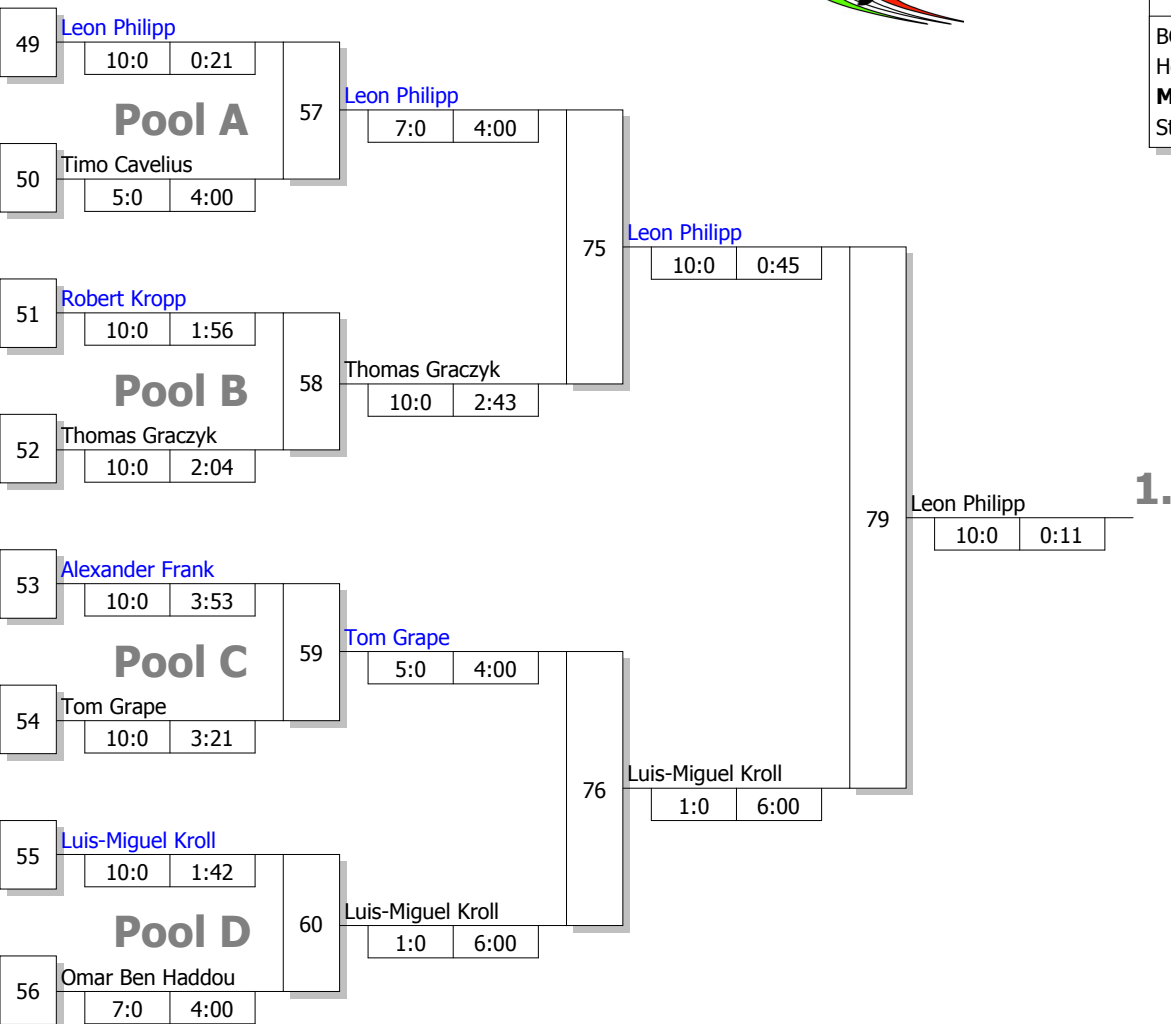 49
Leon Philipp
10:0 0:21
Pool A
57
Leon Philipp
7:0 4:00
50
Timo Cavelius
5:0 4:00
75
Leon Philipp
10:0 0:45
51
Robert Kropp
10:0 1:56
Pool B
58
Thomas Graczyk
10:0 2:43
52
Thomas Graczyk
10:0 2:04
79
Leon Philipp
10:0 0:11
1.
53
Alexander Frank
10:0 3:53
Pool C
59
Tom Grape
5:0 4:00
54
Tom Grape
10:0 3:21
76
Luis-Miguel Kroll
1:0 6:00
55
Luis-Miguel Kroll
10:0 1:42
Pool D
60
Luis-Miguel Kroll
1:0 6:00
56
Omar Ben Haddou
7:0 4:00